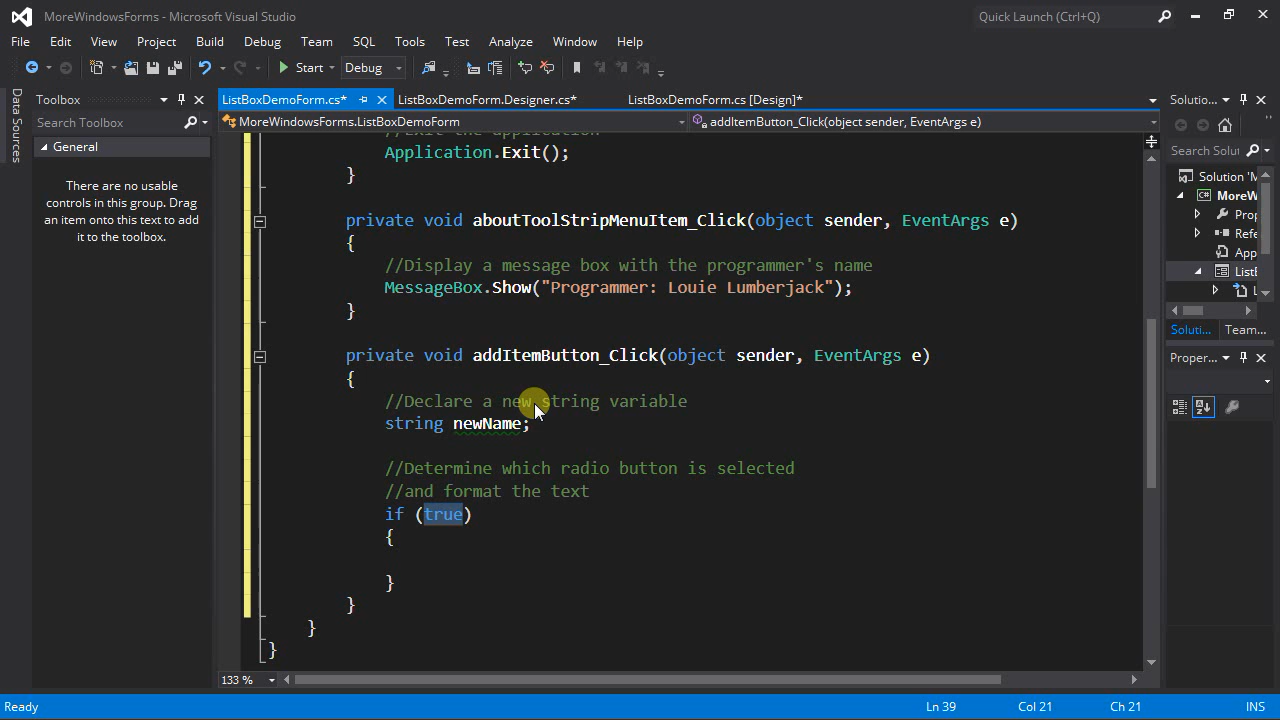 MoreWindowsForms - Microsoft Visual Studio
Quick Launch (Ctrl+Q)
File Edit View Project Build Debug Team SQL Tools Test Analyze Window Help
Start Debug
Data Sources
Toolbox
Search Toolbox
General
There are no usable
controls in this group. Drag
an item onto this text to add
it to the toolbox.
ListBoxDemoForm.cs* ListBoxDemoForm.Designer.cs* ListBoxDemoForm.cs [Design]*
MoreWindowsForms.ListBoxDemoForm addItemButton_Click(object sender, EventArgs e)
//Exit the application
Application.Exit();
}
private void aboutToolStripMenuItem_Click(object sender, EventArgs e)
{
//Display a message box with the programmer's name
MessageBox.Show("Programmer: Louie Lumberjack");
}
private void addItemButton_Click(object sender, EventArgs e)
{
//Declare a new string variable
string newName;
//Determine which radio button is selected
//and format the text
if (true)
{
}
}
}
}
133 %
Solutio...
Search Solut
Solution 'M
MoreW
Prop
Refe
App
ListB
L
Soluti... Team...
Proper...
Ready Ln 39 Col 21 Ch 21 INS